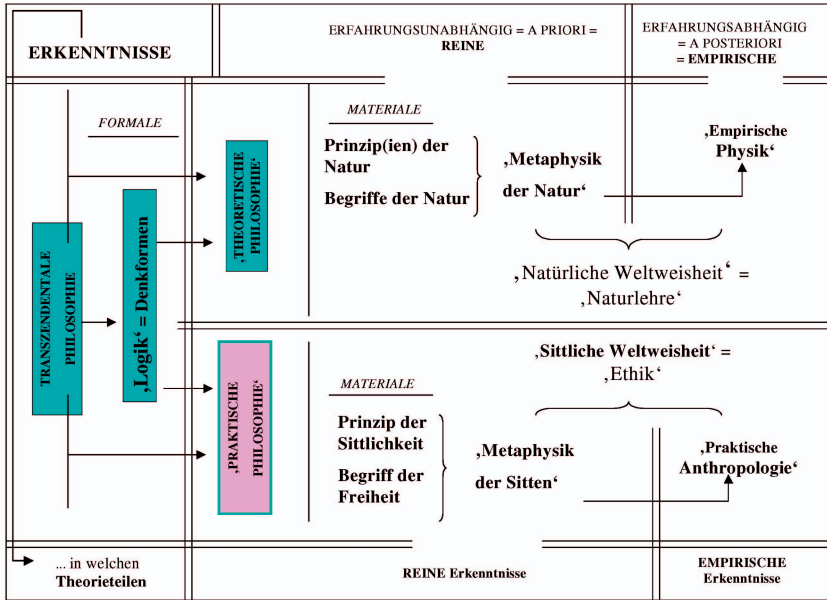 ERKENNTNISSE
ERFAHRUNGSUNABHÄNGIG = A PRIORI =
REINE
ERFAHRUNGSABHÄNGIG
= A POSTERIORI
= EMPIRISCHE
FORMALE
TRANSZENDENTALE
PHILOSOPHIE
‚Logik‘ = Denkformen
‚THEORETISCHE
PHILOSOPHIE‘
MATERIALE
Prinzip(ien) der
Natur
Begriffe der Natur
‚Metaphysik
der Natur‘
‚Empirische
Physik‘
‚Natürliche Weltweisheit‘ =
‚Naturlehre‘
‚PRAKTISCHE
PHILOSOPHIE‘
MATERIALE
Prinzip der
Sittlichkeit
Begriff der
Freiheit
‚Sittliche Weltweisheit‘ =
‚Ethik‘
‚Metaphysik
der Sitten‘
‚Praktische
Anthropologie‘
... in welchen
Theorieteilen
REINE Erkenntnisse
EMPIRISCHE
Erkenntnisse